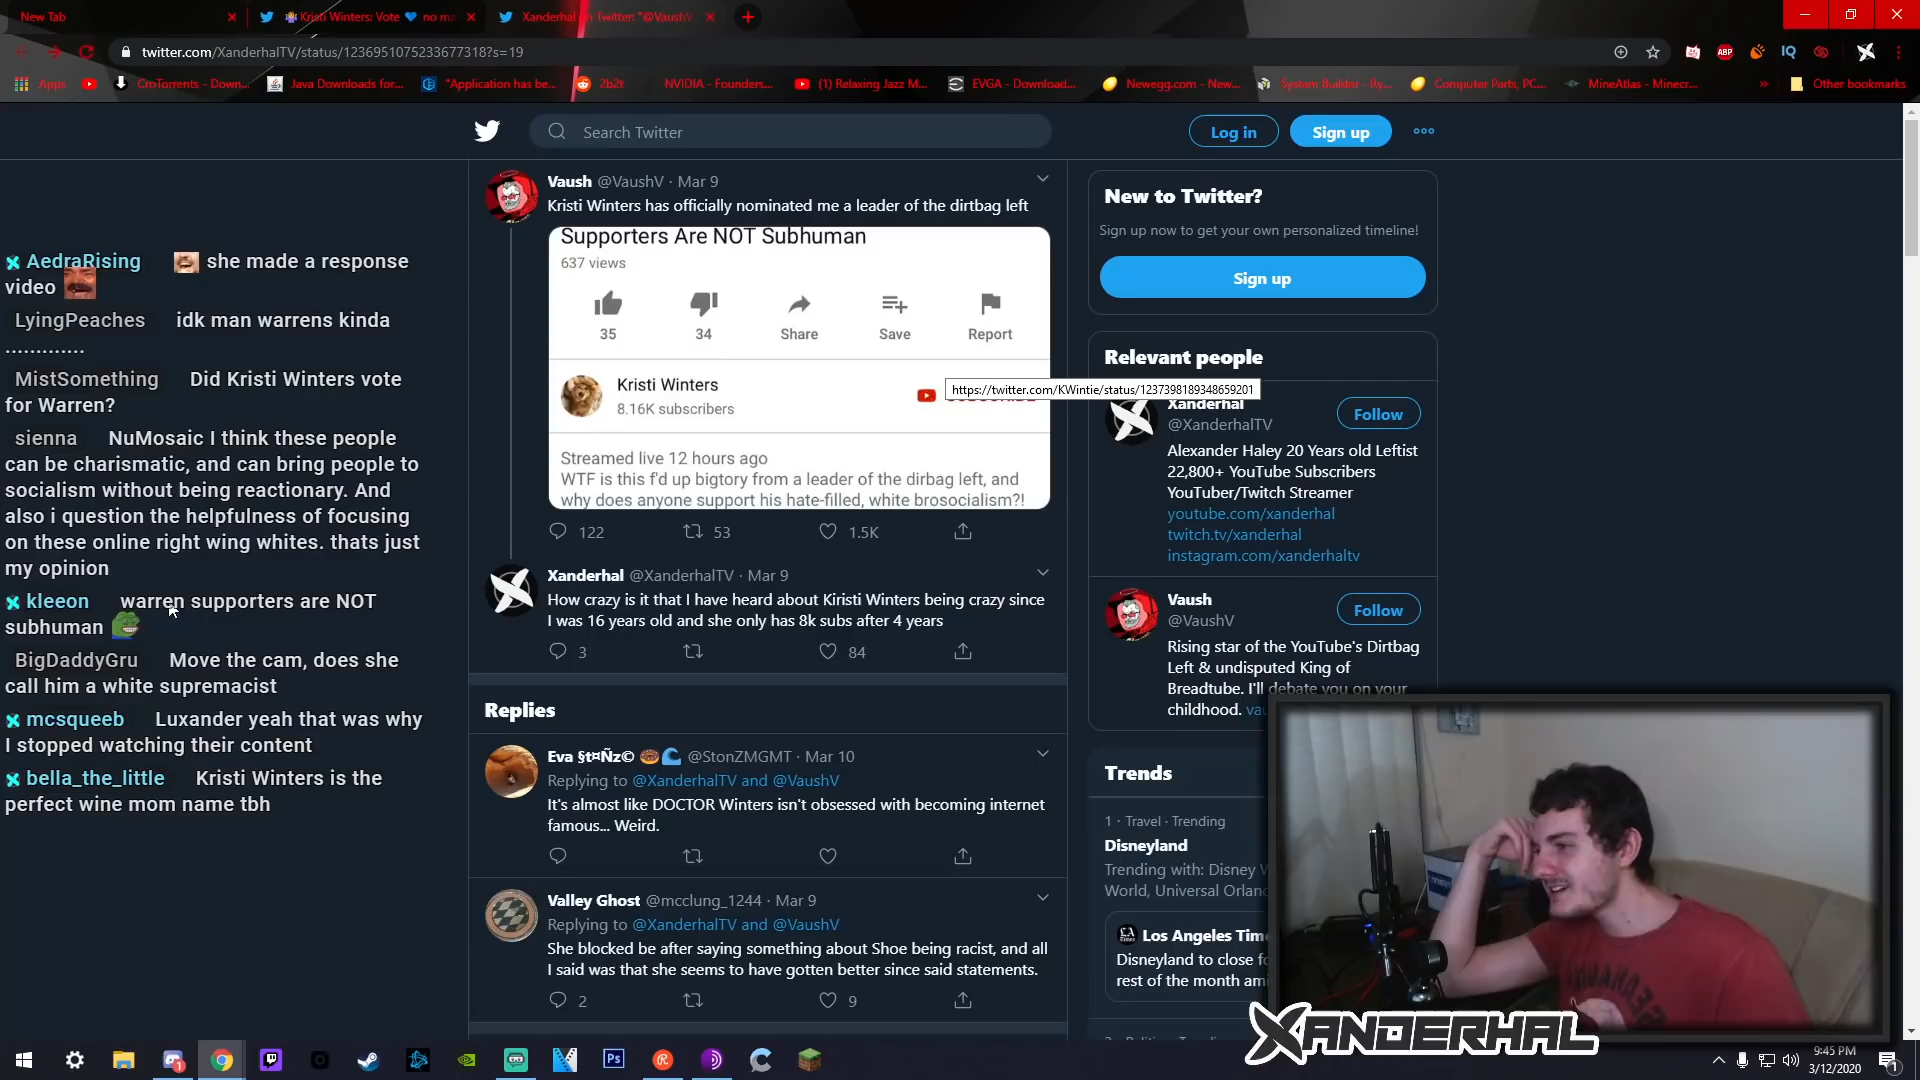 New Tab
Kristi Winters: Vote 💙 no ma
Xanderhal on Twitter: "@VaushV
twitter.com/XanderhalTV/status/1236951075233677318?s=19
Apps
CroTorrents - Down...
Java Downloads for...
"Application has be...
2b2t
NVIDIA - Founders...
(1) Relaxing Jazz M...
EVGA - Download...
Newegg.com - New...
System Builder - Ry...
Computer Parts, PC...
MineAtlas - Minecr...
Other bookmarks
Search Twitter
Log in
Sign up
AedraRising she made a response
video
LyingPeaches idk man warrens kinda
.............
MistSomething Did Kristi Winters vote
for Warren?
sienna NuMosaic I think these people
can be charismatic, and can bring people to
socialism without being reactionary. And
also i question the helpfulness of focusing
on these online right wing whites. thats just
my opinion
kleeon warren supporters are NOT
subhuman
BigDaddyGru Move the cam, does she
call him a white supremacist
mcsqueeb Luxander yeah that was why
I stopped watching their content
bella_the_little Kristi Winters is the
perfect wine mom name tbh
Vaush @VaushV · Mar 9
Kristi Winters has officially nominated me a leader of the dirtbag left
Supporters Are NOT Subhuman
637 views
35
34
Share
Save
Report
Kristi Winters
8.16K subscribers
https://twitter.com/KWintie/status/1237398189348659201
Streamed live 12 hours ago
WTF is this f'd up bigtory from a leader of the dirbag left, and
why does anyone support his hate-filled, white brosocialism?!
122
53
1.5K
Xanderhal @XanderhalTV · Mar 9
How crazy is it that I have heard about Kiristi Winters being crazy since
I was 16 years old and she only has 8k subs after 4 years
3
84
Replies
Eva §t¤Ñz© 🍩🌊 @StonZMGMT · Mar 10
Replying to @XanderhalTV and @VaushV
It's almost like DOCTOR Winters isn't obsessed with becoming internet
famous... Weird.
Valley Ghost @mcclung_1244 · Mar 9
Replying to @XanderhalTV and @VaushV
She blocked be after saying something about Shoe being racist, and all
I said was that she seems to have gotten better since said statements.
2
9
New to Twitter?
Sign up now to get your own personalized timeline!
Sign up
Relevant people
Xanderhal
@XanderhalTV
Follow
Alexander Haley 20 Years old Leftist
22,800+ YouTube Subscribers
YouTuber/Twitch Streamer
youtube.com/xanderhal
twitch.tv/xanderhal
instagram.com/xanderhaltv
Vaush
@VaushV
Follow
Rising star of the YouTube's Dirtbag
Left & undisputed King of
Breadtube. I'll debate you on your
childhood.
Trends
1 · Travel · Trending
Disneyland
Trending with: Disney W
World, Universal Orlan
Los Angeles Time
Disneyland to close fo
rest of the month ami
XANDERHAL
9:45 PM
3/12/2020